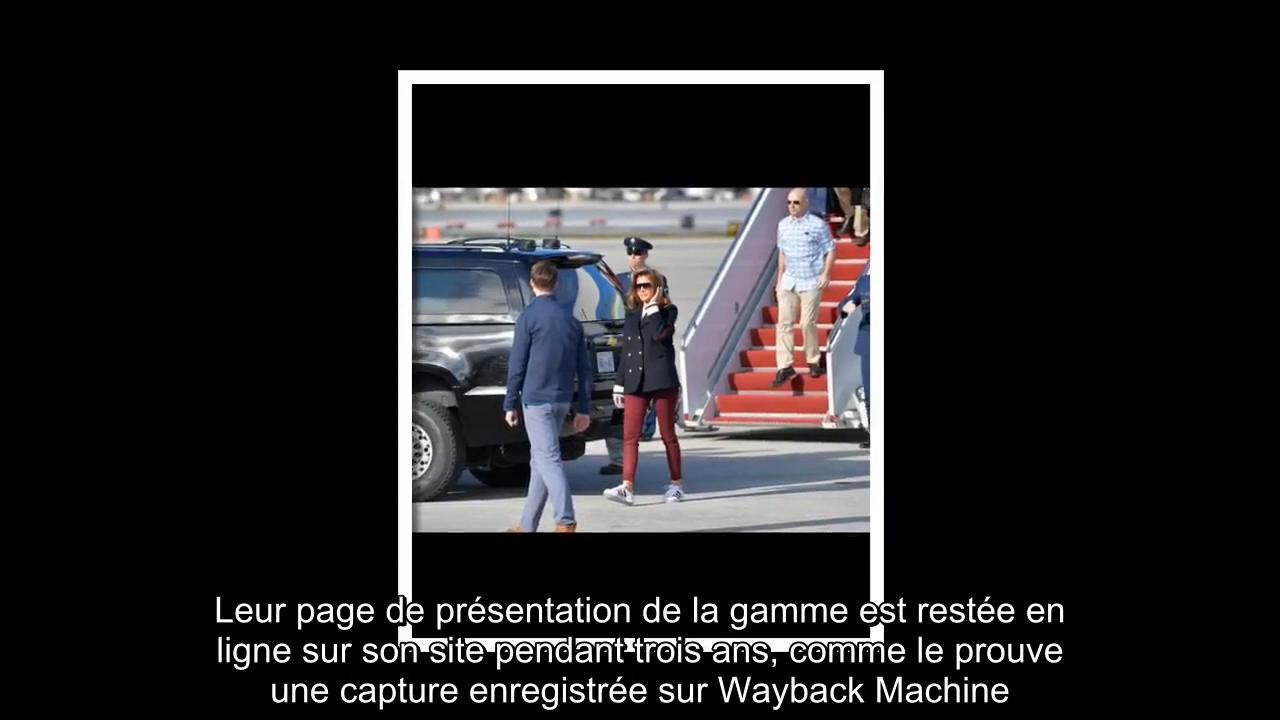 Leur page de présentation de la gamme est restée en
ligne sur son site pendant trois ans, comme le prouve
une capture enregistrée sur Wayback Machine